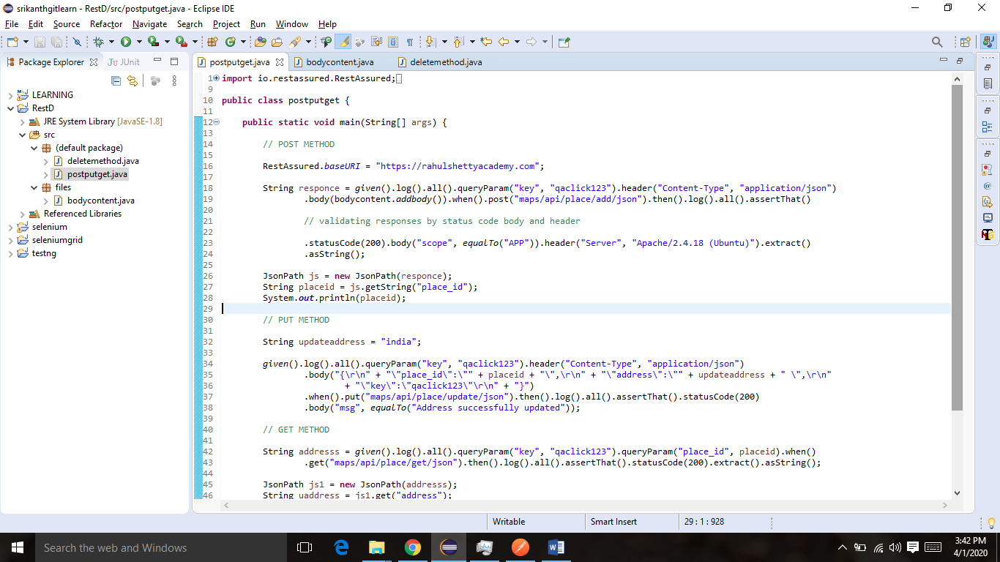 srikanthgitlearn - RestD/src/postputget.java - Eclipse IDE
File Edit Source Refactor Navigate Search Project Run Window Help
Package Explorer JUnit
postputget.java bodycontent.java deletemethod.java
LEARNING
RestD
JRE System Library [JavaSE-1.8]
src
(default package)
deletemethod.java
postputget.java
files
bodycontent.java
Referenced Libraries
selenium
seleniumgrid
testng
1 import io.restassured.RestAssured;
9
10 public class postputget {
11
12 public static void main(String[] args) {
13
14 // POST METHOD
15
16 RestAssured.baseURI = "https://rahulshettyacademy.com";
17
18 String responce = given().log().all().queryParam("key", "qaclick123").header("Content-Type", "application/json")
19 .body(bodycontent.addbody()).when().post("maps/api/place/add/json").then().log().all().assertThat()
20
21 // validating responses by status code body and header
22
23 .statusCode(200).body("scope", equalTo("APP")).header("Server", "Apache/2.4.18 (Ubuntu)").extract()
24 .asString();
25
26 JsonPath js = new JsonPath(responce);
27 String placeid = js.getString("place_id");
28 System.out.println(placeid);
29
30 // PUT METHOD
31
32 String updateaddress = "india";
33
34 given().log().all().queryParam("key", "qaclick123").header("Content-Type", "application/json")
35 .body("{\r\n" + "\"place_id\":\"" + placeid + "\",\r\n" + "\"address\":\"" + updateaddress + " \",\r\n"
36 + "\"key\":\"qaclick123\"\r\n" + "}")
37 .when().put("maps/api/place/update/json").then().log().all().assertThat().statusCode(200)
38 .body("msg", equalTo("Address successfully updated"));
39
40 // GET METHOD
41
42 String addresss = given().log().all().queryParam("key", "qaclick123").queryParam("place_id", placeid).when()
43 .get("maps/api/place/get/json").then().log().all().assertThat().statusCode(200).extract().asString();
44
45 JsonPath js1 = new JsonPath(addresss);
46 String uaddress = js1.get("address");
Writable Smart Insert 29 : 1 : 928
Search the web and Windows
3:42 PM
4/1/2020